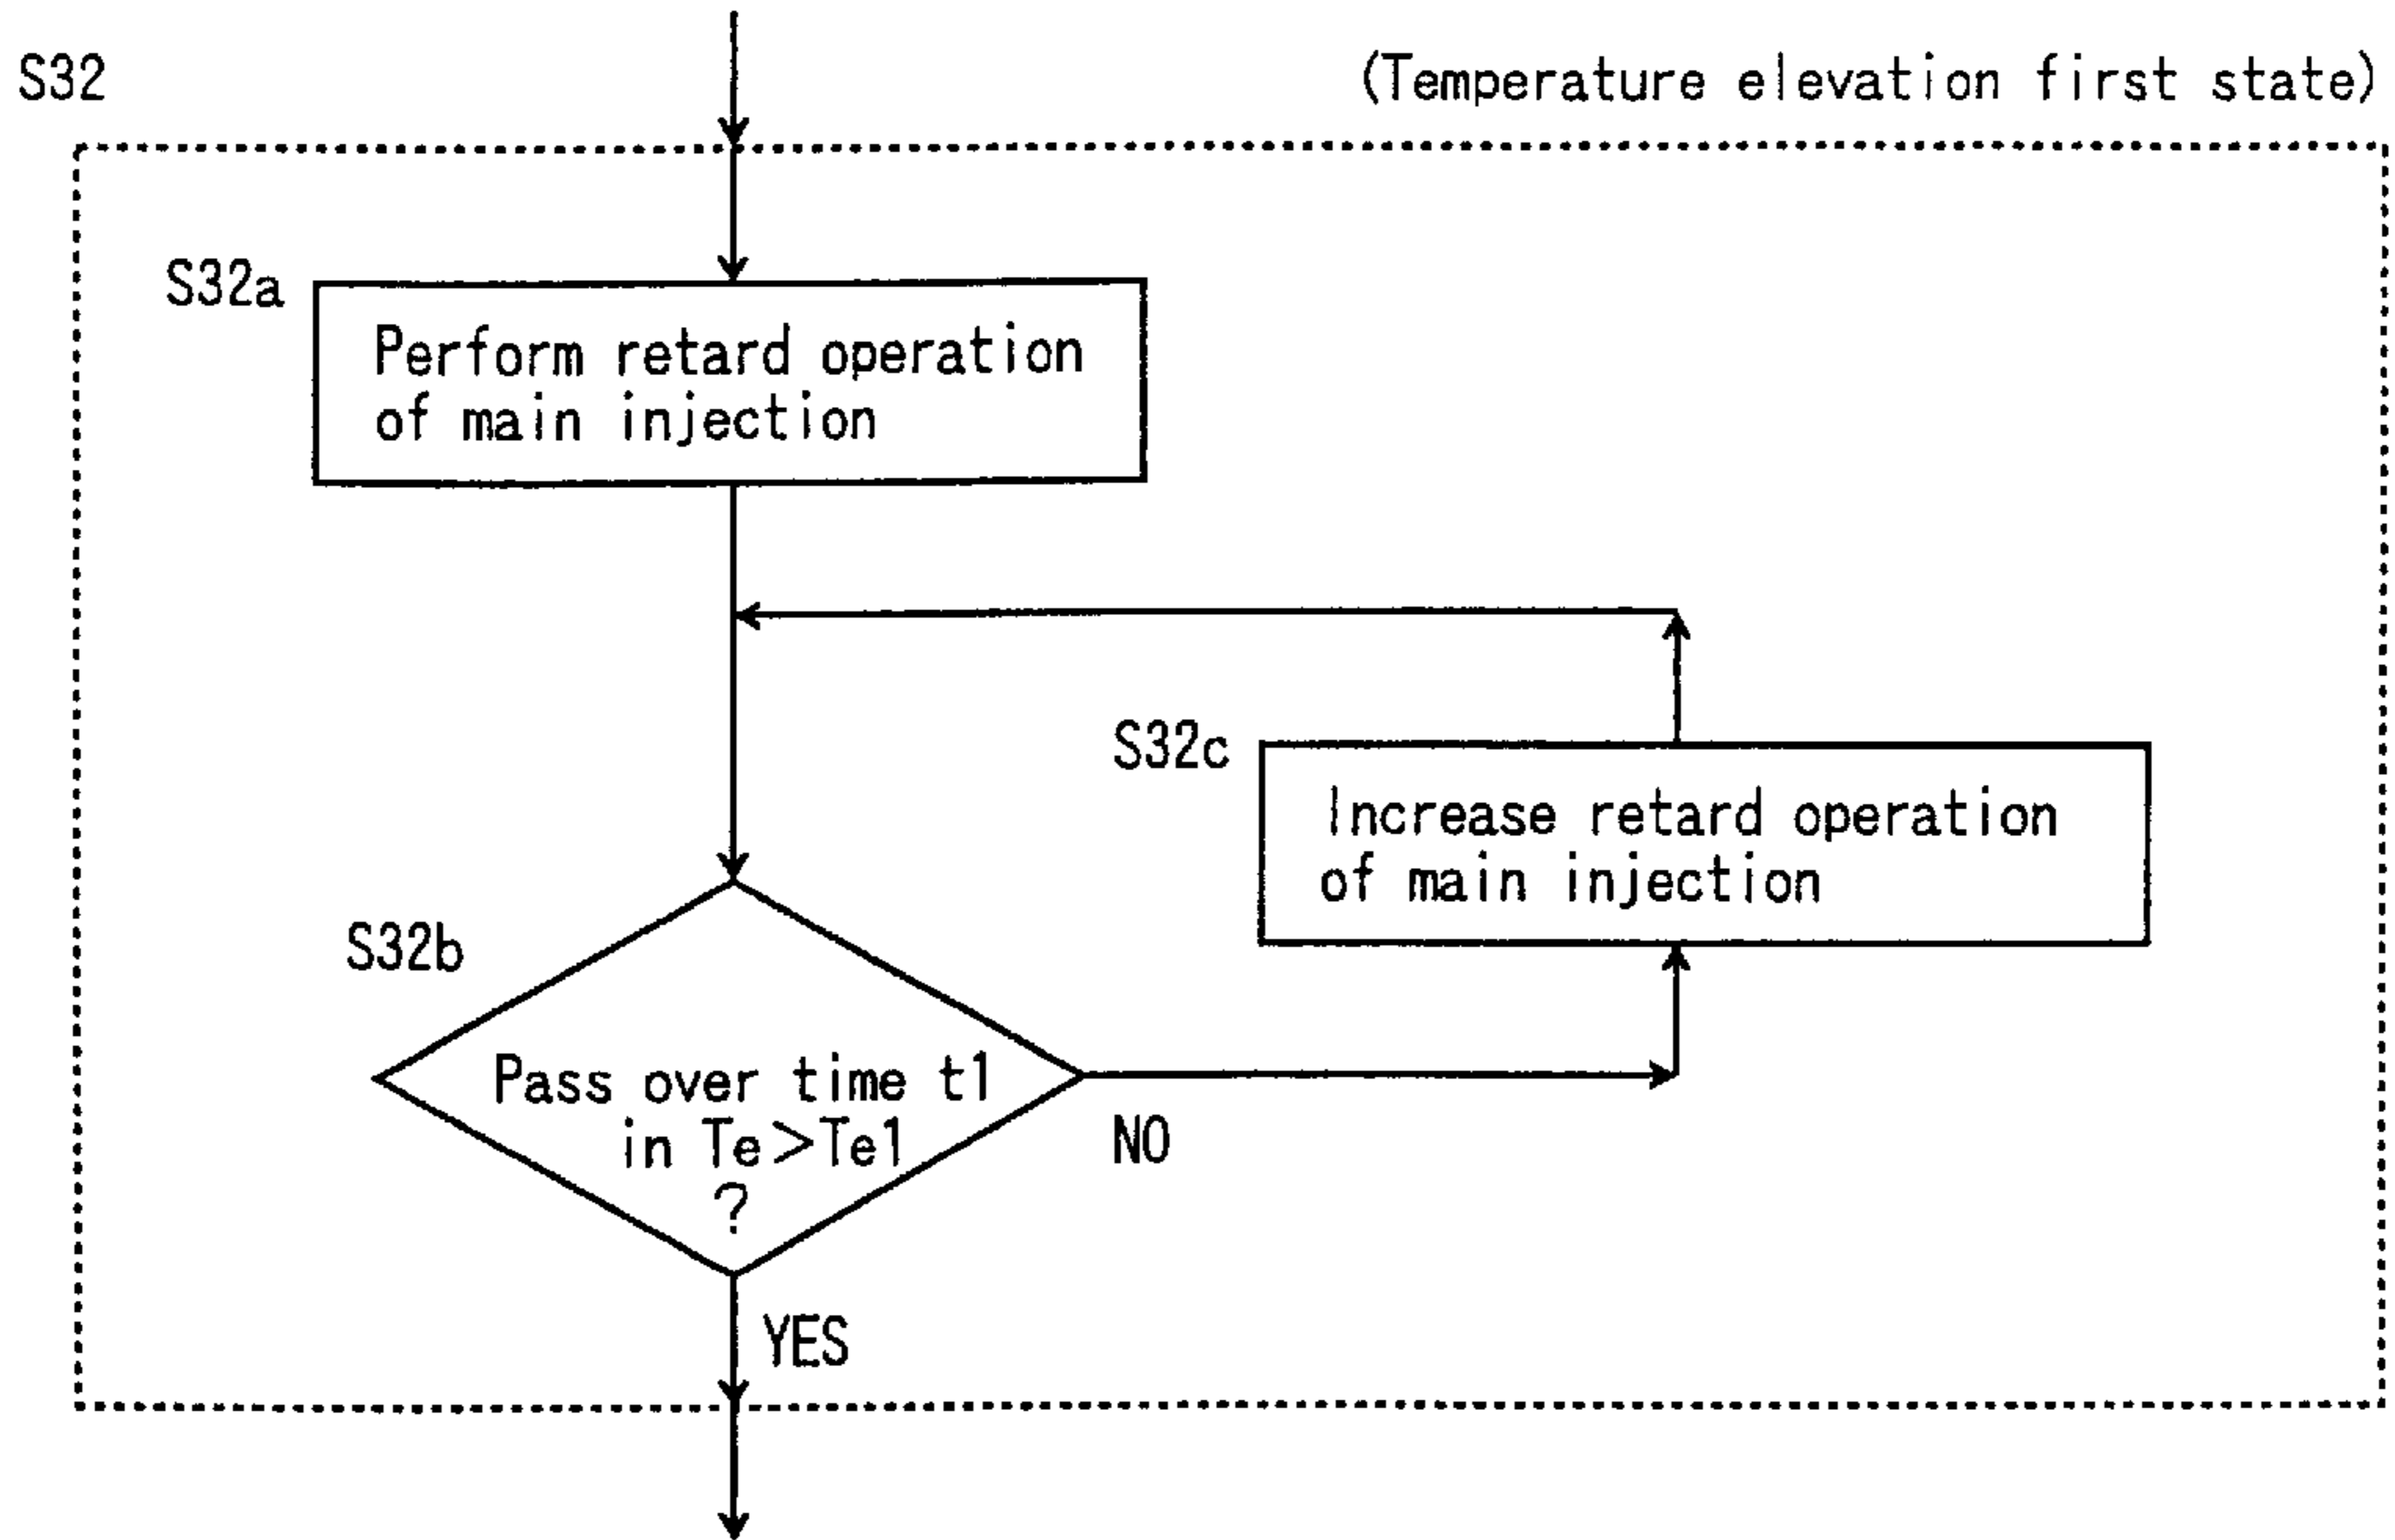 S32
(Temperature elevation first state)
S32a
Perform retard operation
of main injection
S32c
Increase retard operation
of main injection
S32b
Pass over time t1
in Te>Te1
?
NO
YES